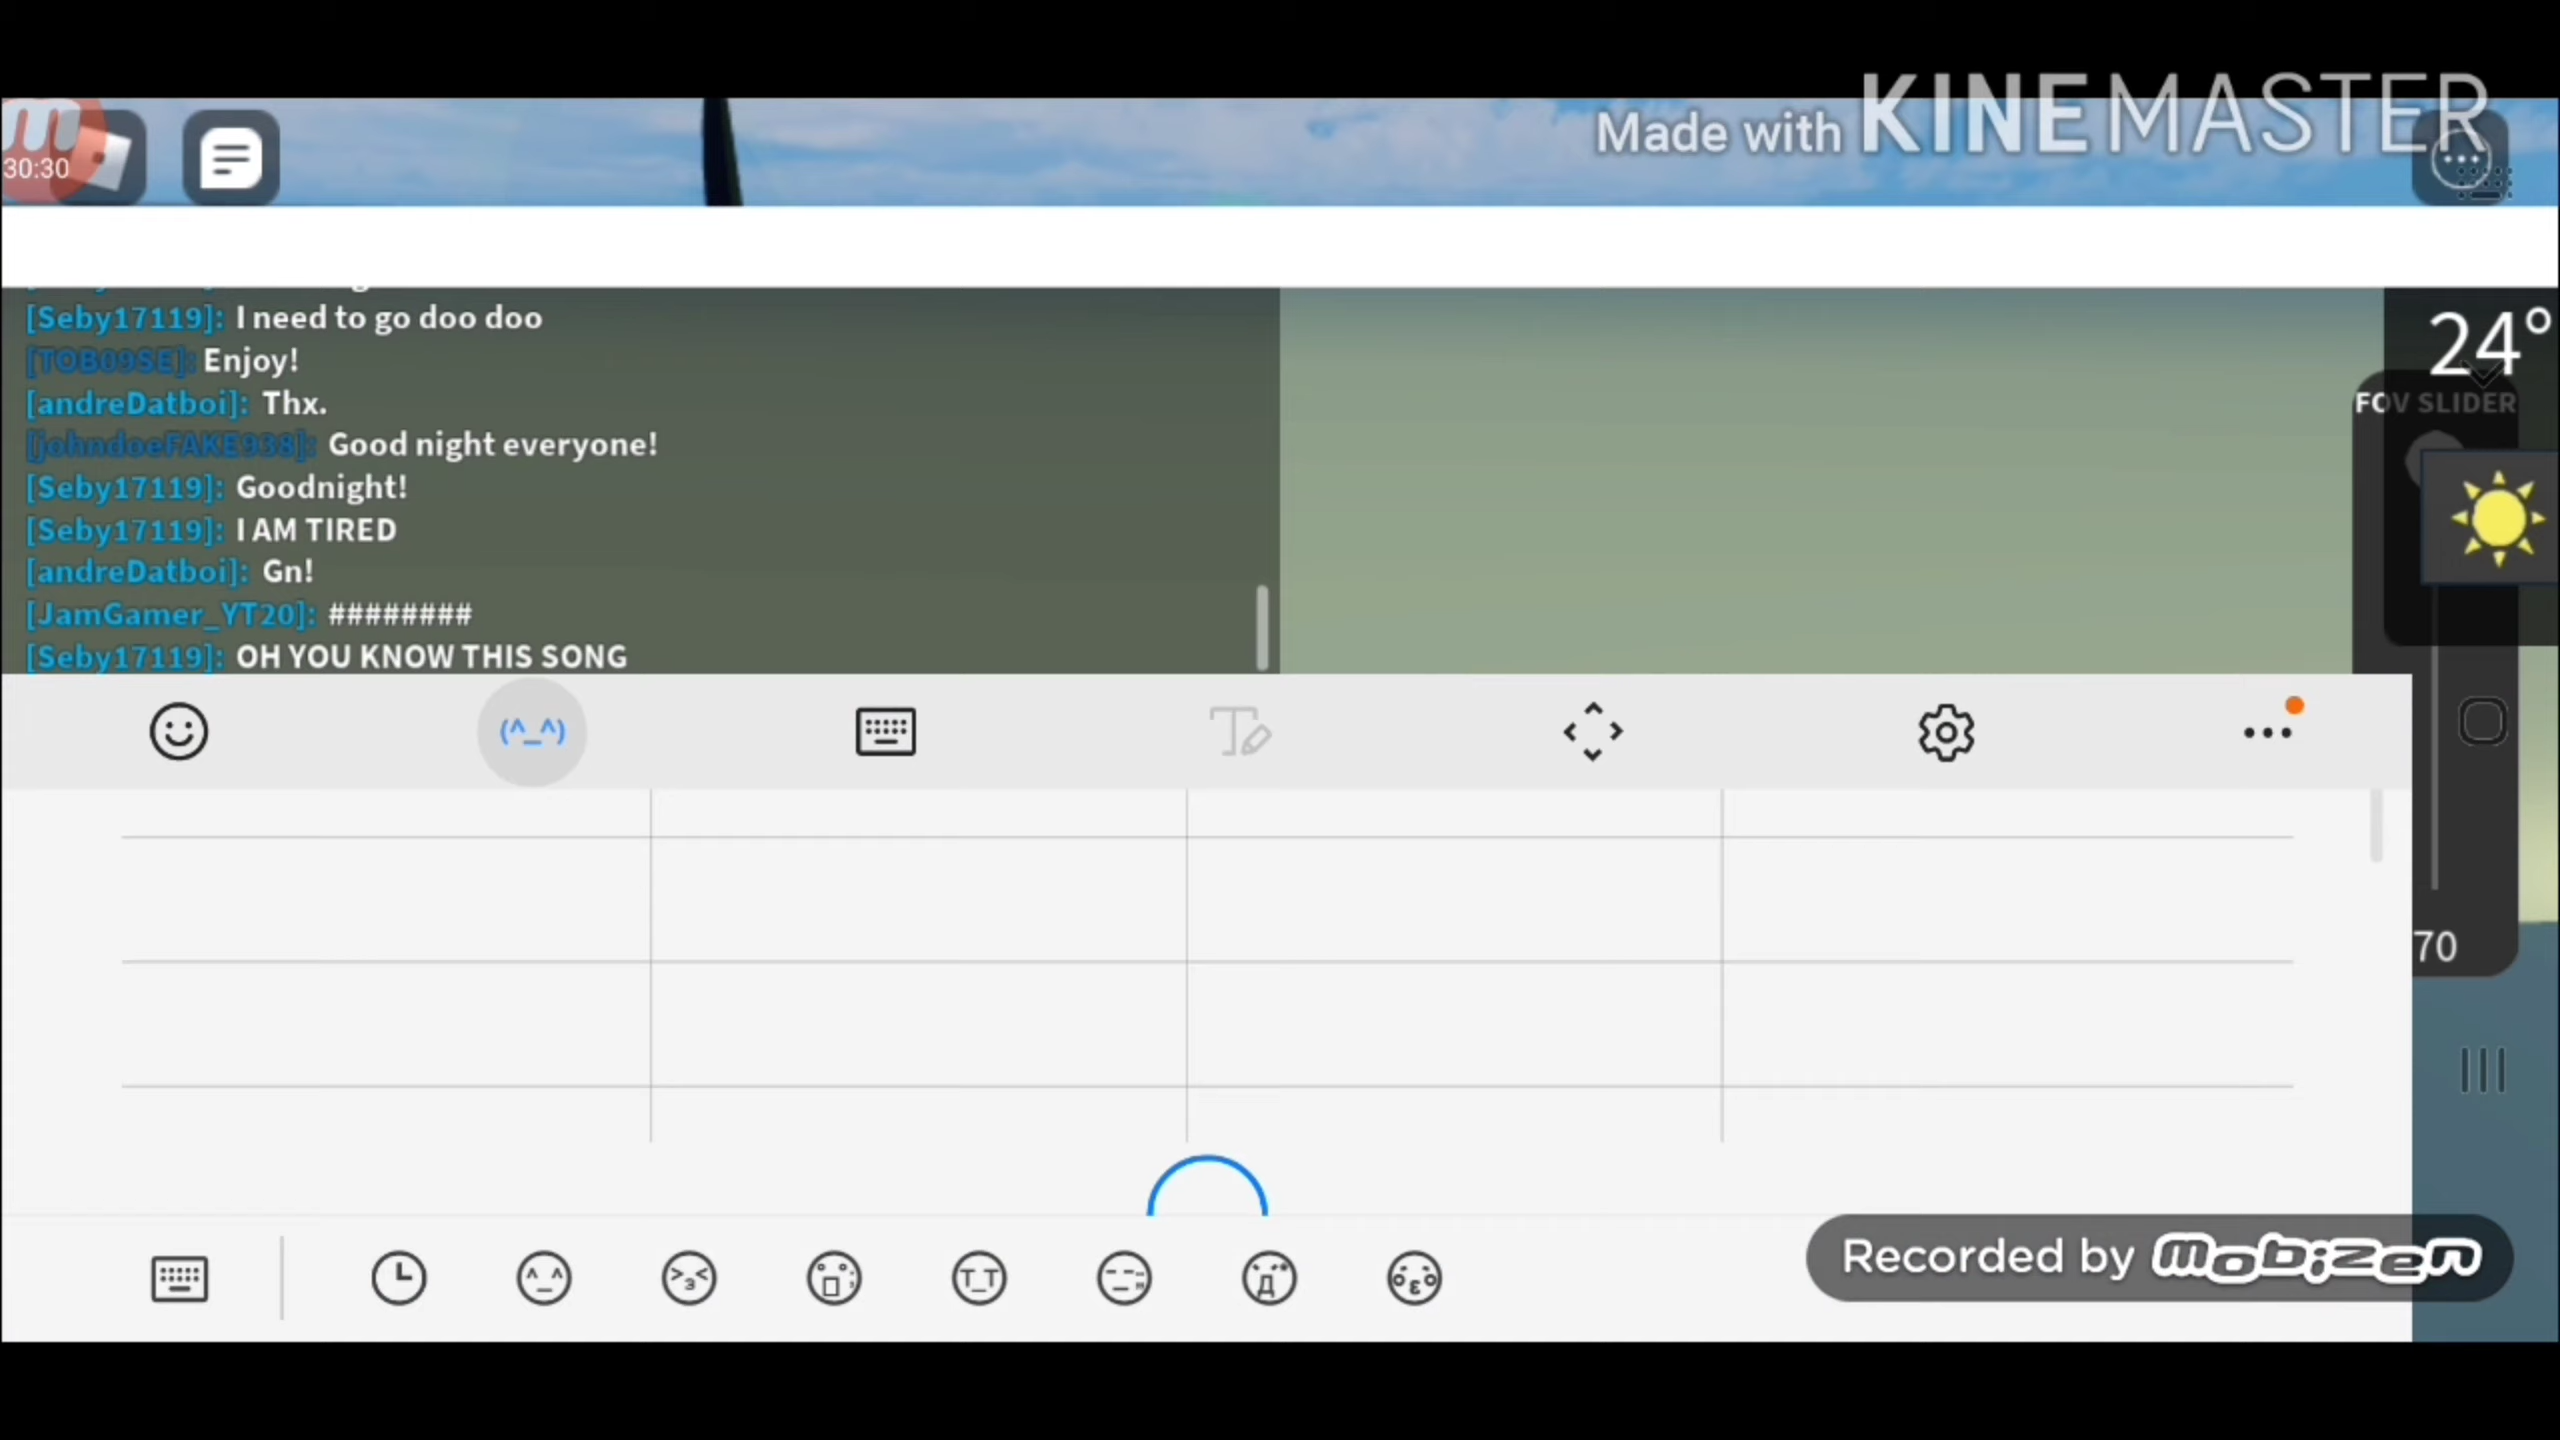 Made with KINEMASTER
30:30
[Seby17119]: I need to go doo doo
[TOB09SE]: Enjoy!
[andreDatboi]: Thx.
[johndoeFAKE938]: Good night everyone!
[Seby17119]: Goodnight!
[Seby17119]: I AM TIRED
[andreDatboi]: Gn!
[JamGamer_YT20]: ########
[Seby17119]: OH YOU KNOW THIS SONG
24°
FOV SLIDER
(^_^)
70
Recorded by mobizen